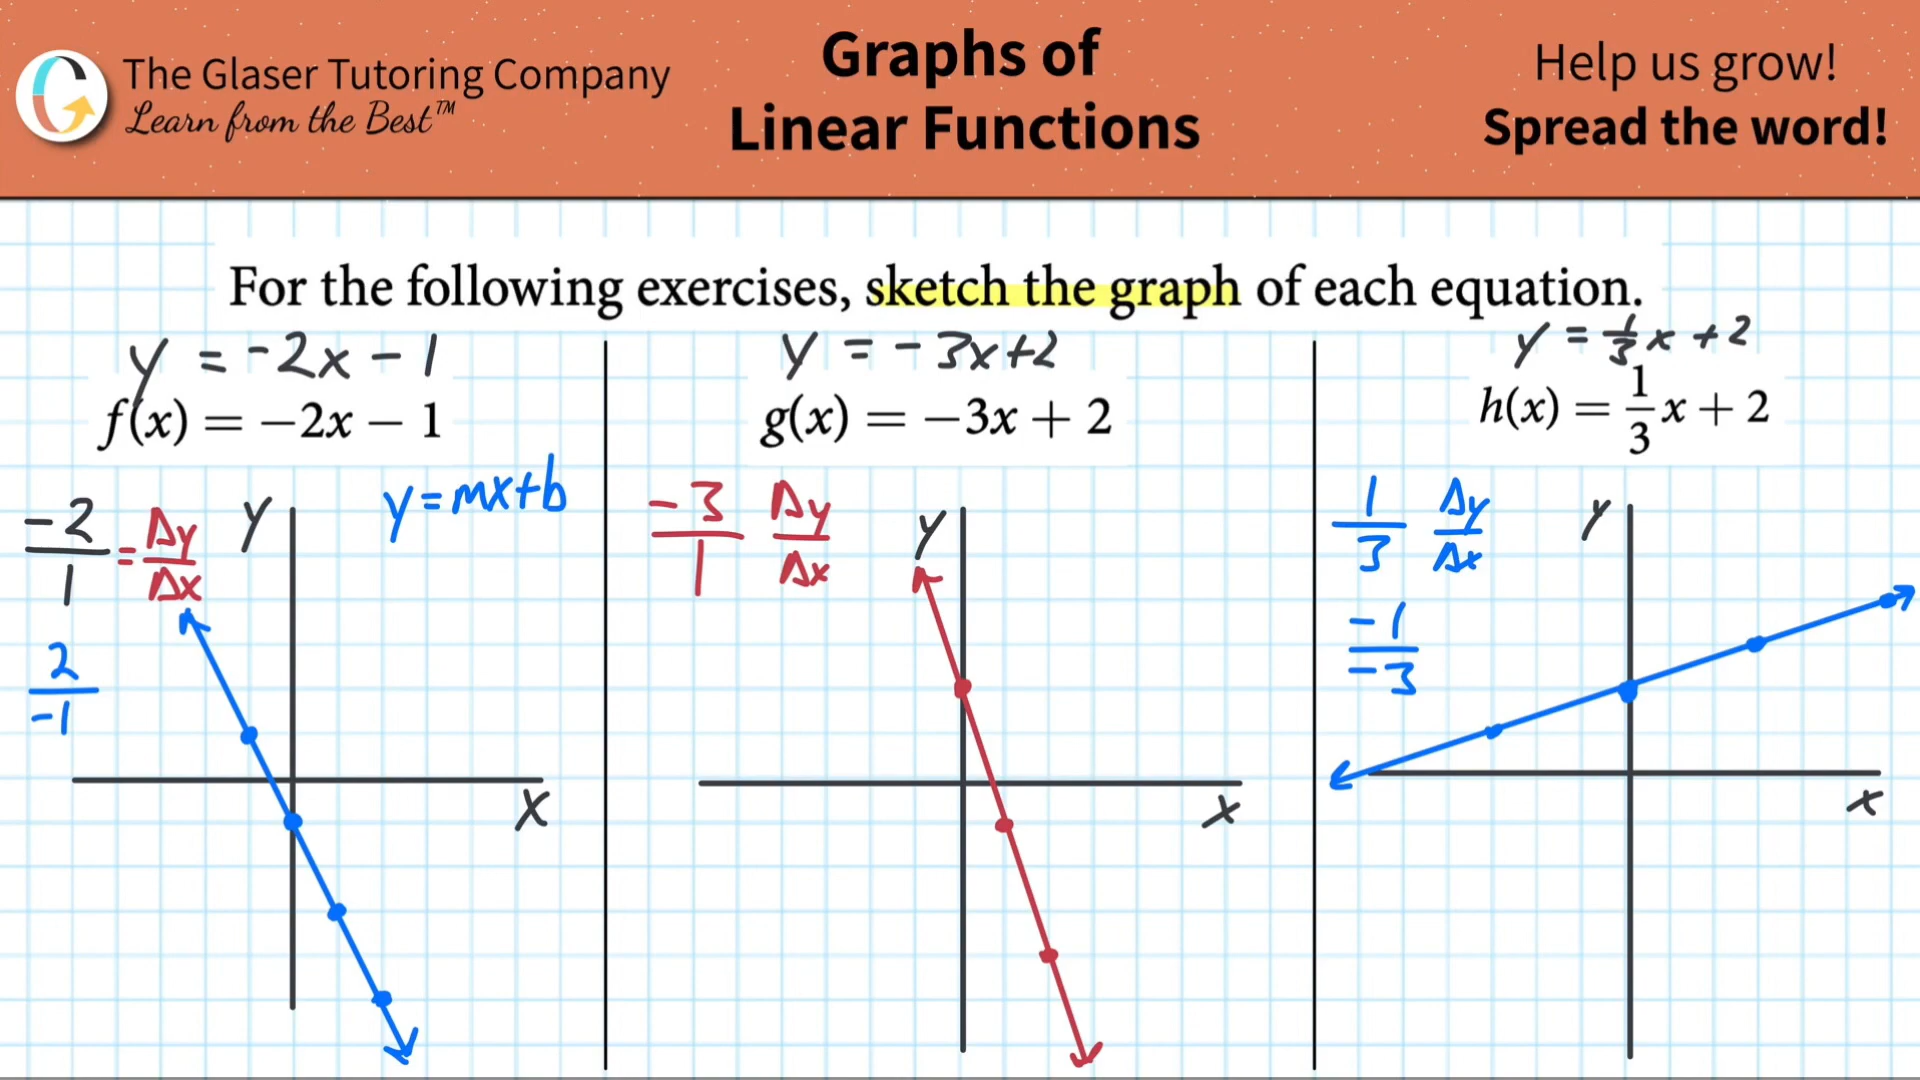 The Glaser Tutoring Company
Learn from the Best™
Graphs of
Linear Functions
Help us grow!
Spread the word!
For the following exercises, sketch the graph of each equation.
y = -2x - 1
f(x) = −2x − 1
y = mx+b
-2/1 = Δy/Δx
2/-1
y
x
y = -3x+2
g(x) = −3x + 2
-3/1 Δy/Δx
y
x
y = 1/3 x + 2
h(x) = 1/3 x + 2
1/3 Δy/Δx
-1/-3
y
x